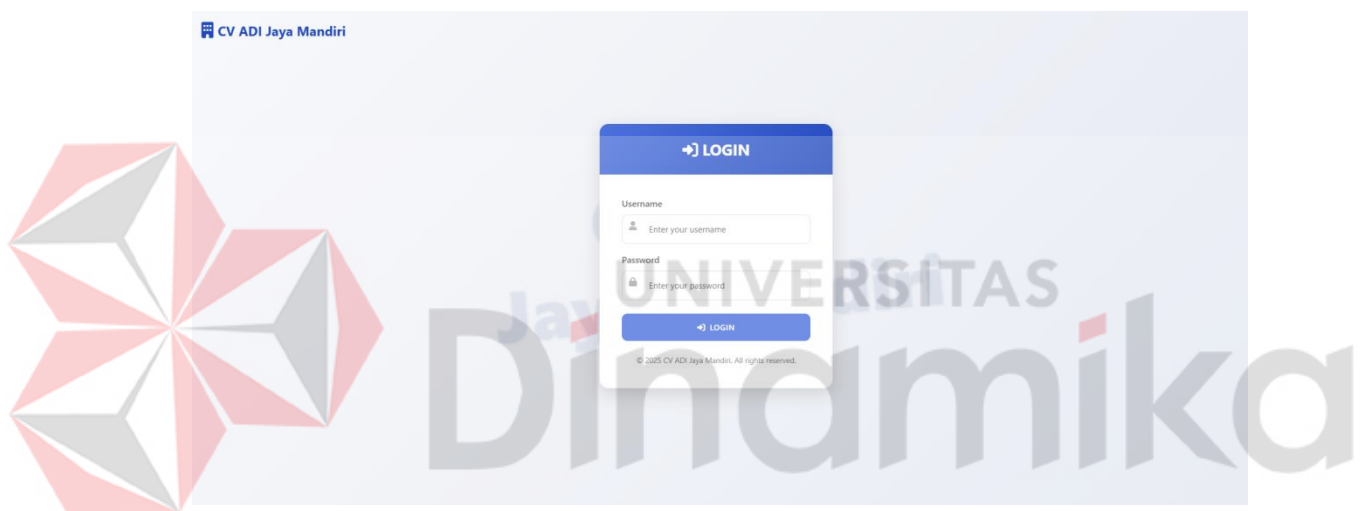 CV ADI Jaya Mandiri
LOGIN
Username
Enter your username
Password
Enter your password
LOGIN
© 2025 CV ADI Jaya Mandiri. All rights reserved.
UNIVERSITAS
Dinamika